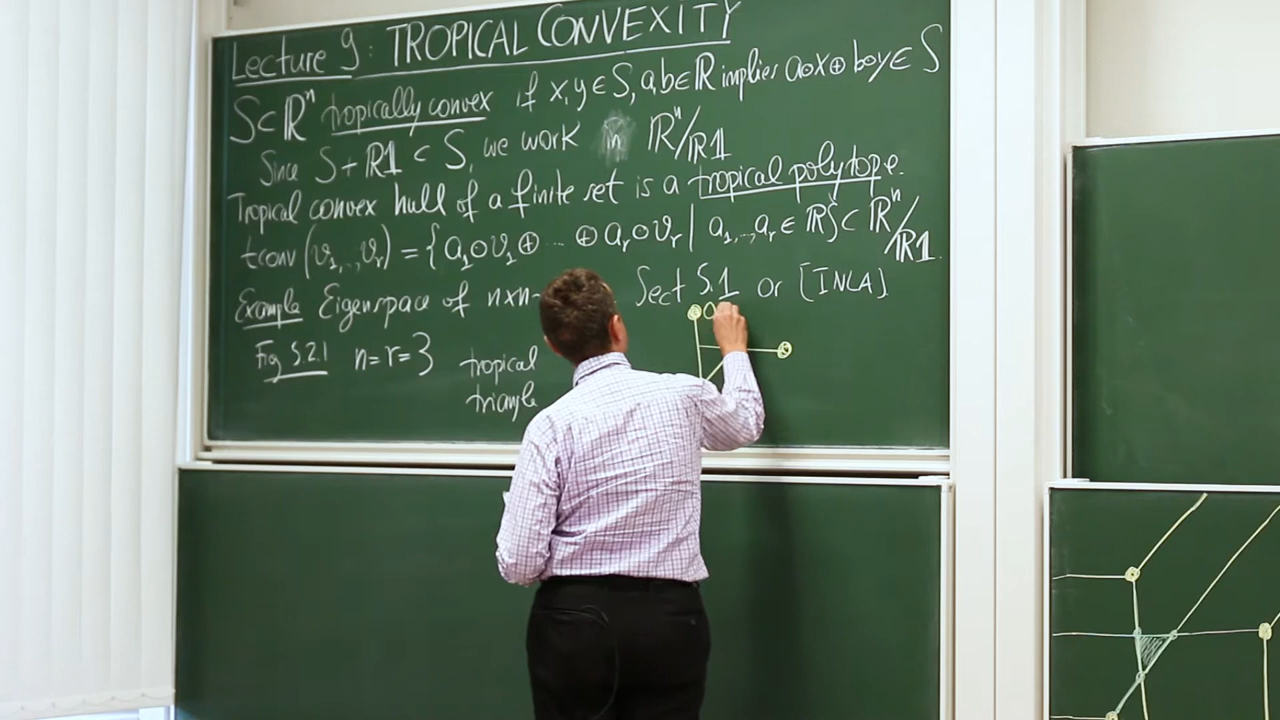 Lecture 9: TROPICAL CONVEXITY
S⊂ℝⁿ tropically convex if x,y∈S, a,b∈ℝ implies a⊙x⊕b⊙y∈S
Since S+ℝ1⊂S, we work in ℝⁿ/ℝ1
Tropical convex hull of a finite set is a tropical polytope.
tconv(v₁,..,vᵣ)={a₁⊙v₁⊕...⊕aᵣ⊙vᵣ | a₁,...,aᵣ∈ℝ}⊂ℝⁿ/ℝ1.
Example Eigenspace of n×n- Sect 5.1 or [INLA]
Fig 5.2.1 n=r=3 tropical
triangle